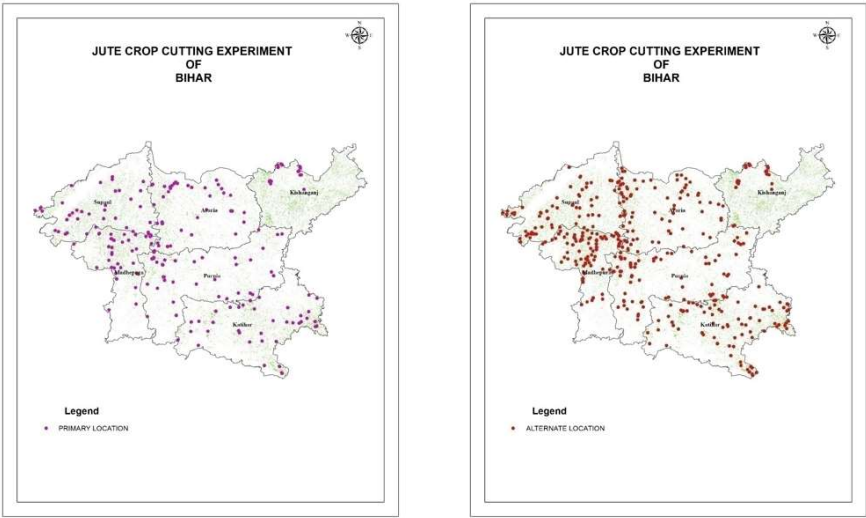 N
W E
S
JUTE CROP CUTTING EXPERIMENT
OF
BIHAR
Kishanganj
Supaul
Araria
Madhepura
Purnia
Katihar
Legend
PRIMARY LOCATION
N
W E
S
JUTE CROP CUTTING EXPERIMENT
OF
BIHAR
Kishanganj
Supaul
Araria
Madhepura
Purnia
Katihar
Legend
ALTERNATE LOCATION